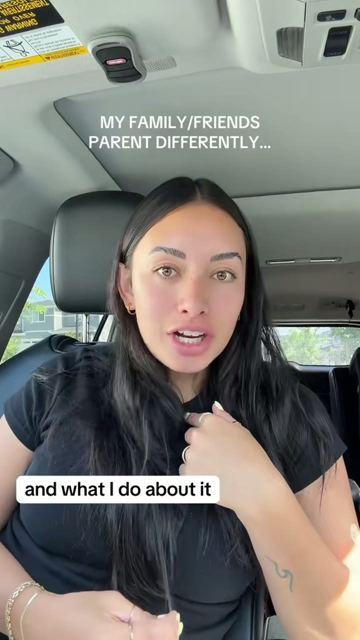 MY FAMILY/FRIENDS
PARENT DIFFERENTLY...
and what I do about it